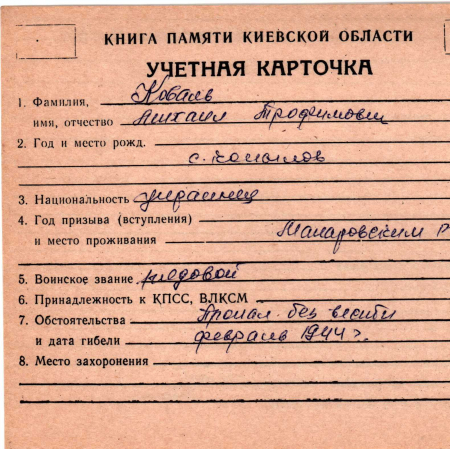 КНИГА ПАМЯТИ КИЕВСКОЙ ОБЛАСТИ
УЧЕТНАЯ КАРТОЧКА
1. Фамилия, Коваль
имя, отчество Михаил Трофимович
2. Год и место рожд.
с. Копылов
3. Национальность украинец
4. Год призыва (вступления)
и место проживания Макаровским Р
5. Воинское звание рядовой
6. Принадлежность к КПСС, ВЛКСМ
7. Обстоятельства Пропал без вести
и дата гибели февраль 1944 г.
8. Место захоронения